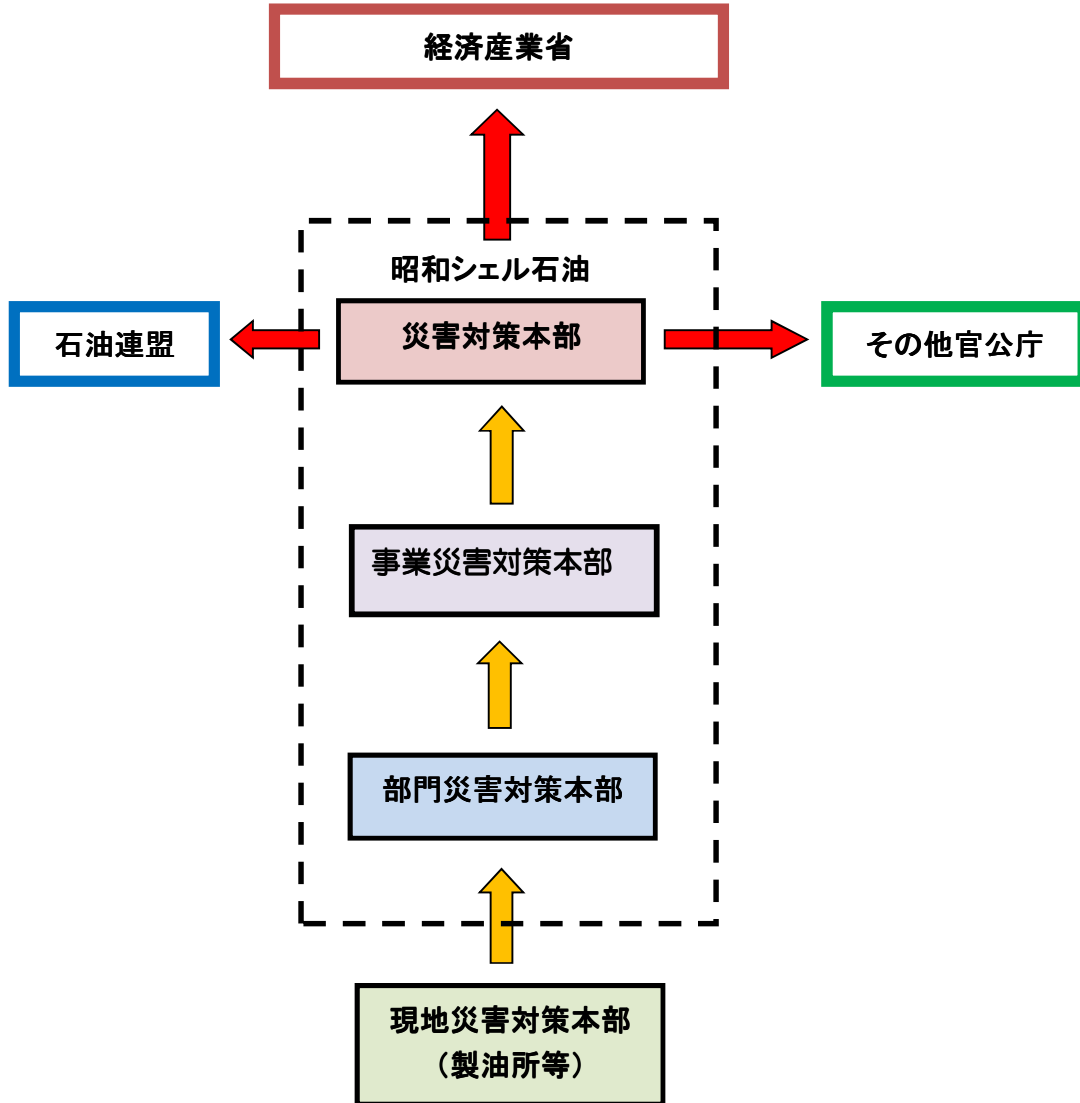 経済産業省
昭和シェル石油
石油連盟
災害対策本部
その他官公庁
事業災害対策本部
部門災害対策本部
現地災害対策本部
（製油所等）